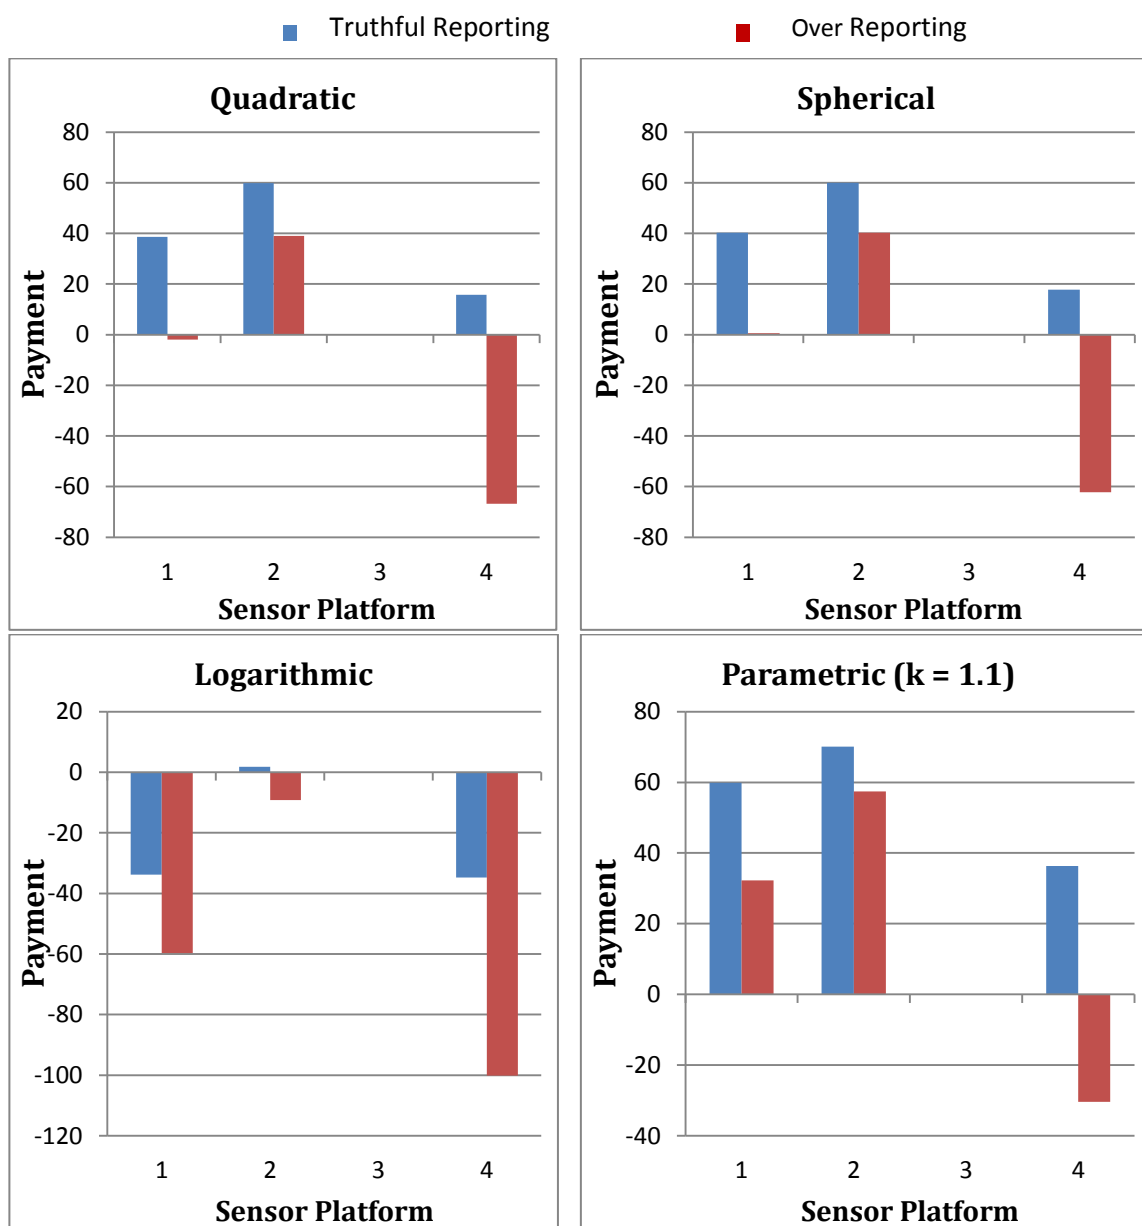 Truthful Reporting
Over Reporting
Quadratic
80
60
40
20
0
-20
-40
-60
-80
Payment
1 2 3 4
Sensor Platform
Spherical
80
60
40
20
0
-20
-40
-60
-80
Payment
1 2 3 4
Sensor Platform
Logarithmic
20
0
-20
-40
-60
-80
-100
-120
Payment
1 2 3 4
Sensor Platform
Parametric (k = 1.1)
80
60
40
20
0
-20
-40
Payment
1 2 3 4
Sensor Platform